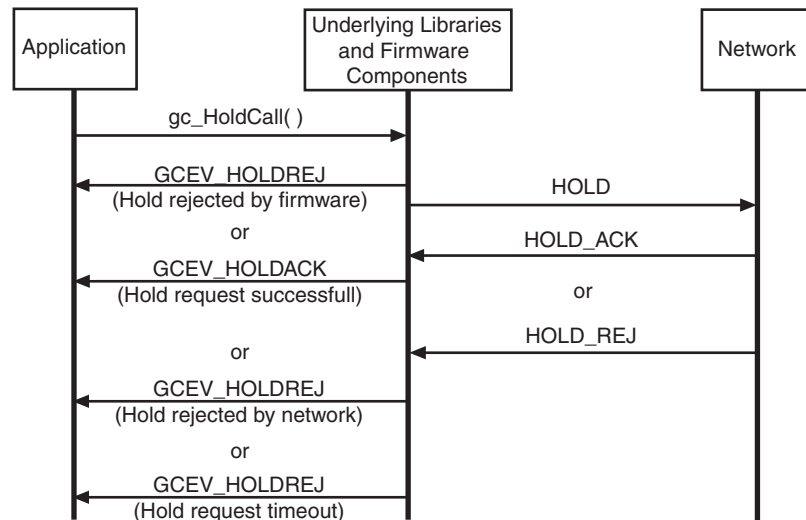 Application
Underlying Libraries
and Firmware
Components
Network
gc_HoldCall( )
GCEV_HOLDREJ
(Hold rejected by firmware)
HOLD
or
HOLD_ACK
GCEV_HOLDACK
(Hold request successfull)
or
HOLD_REJ
or
GCEV_HOLDREJ
(Hold rejected by network)
or
GCEV_HOLDREJ
(Hold request timeout)